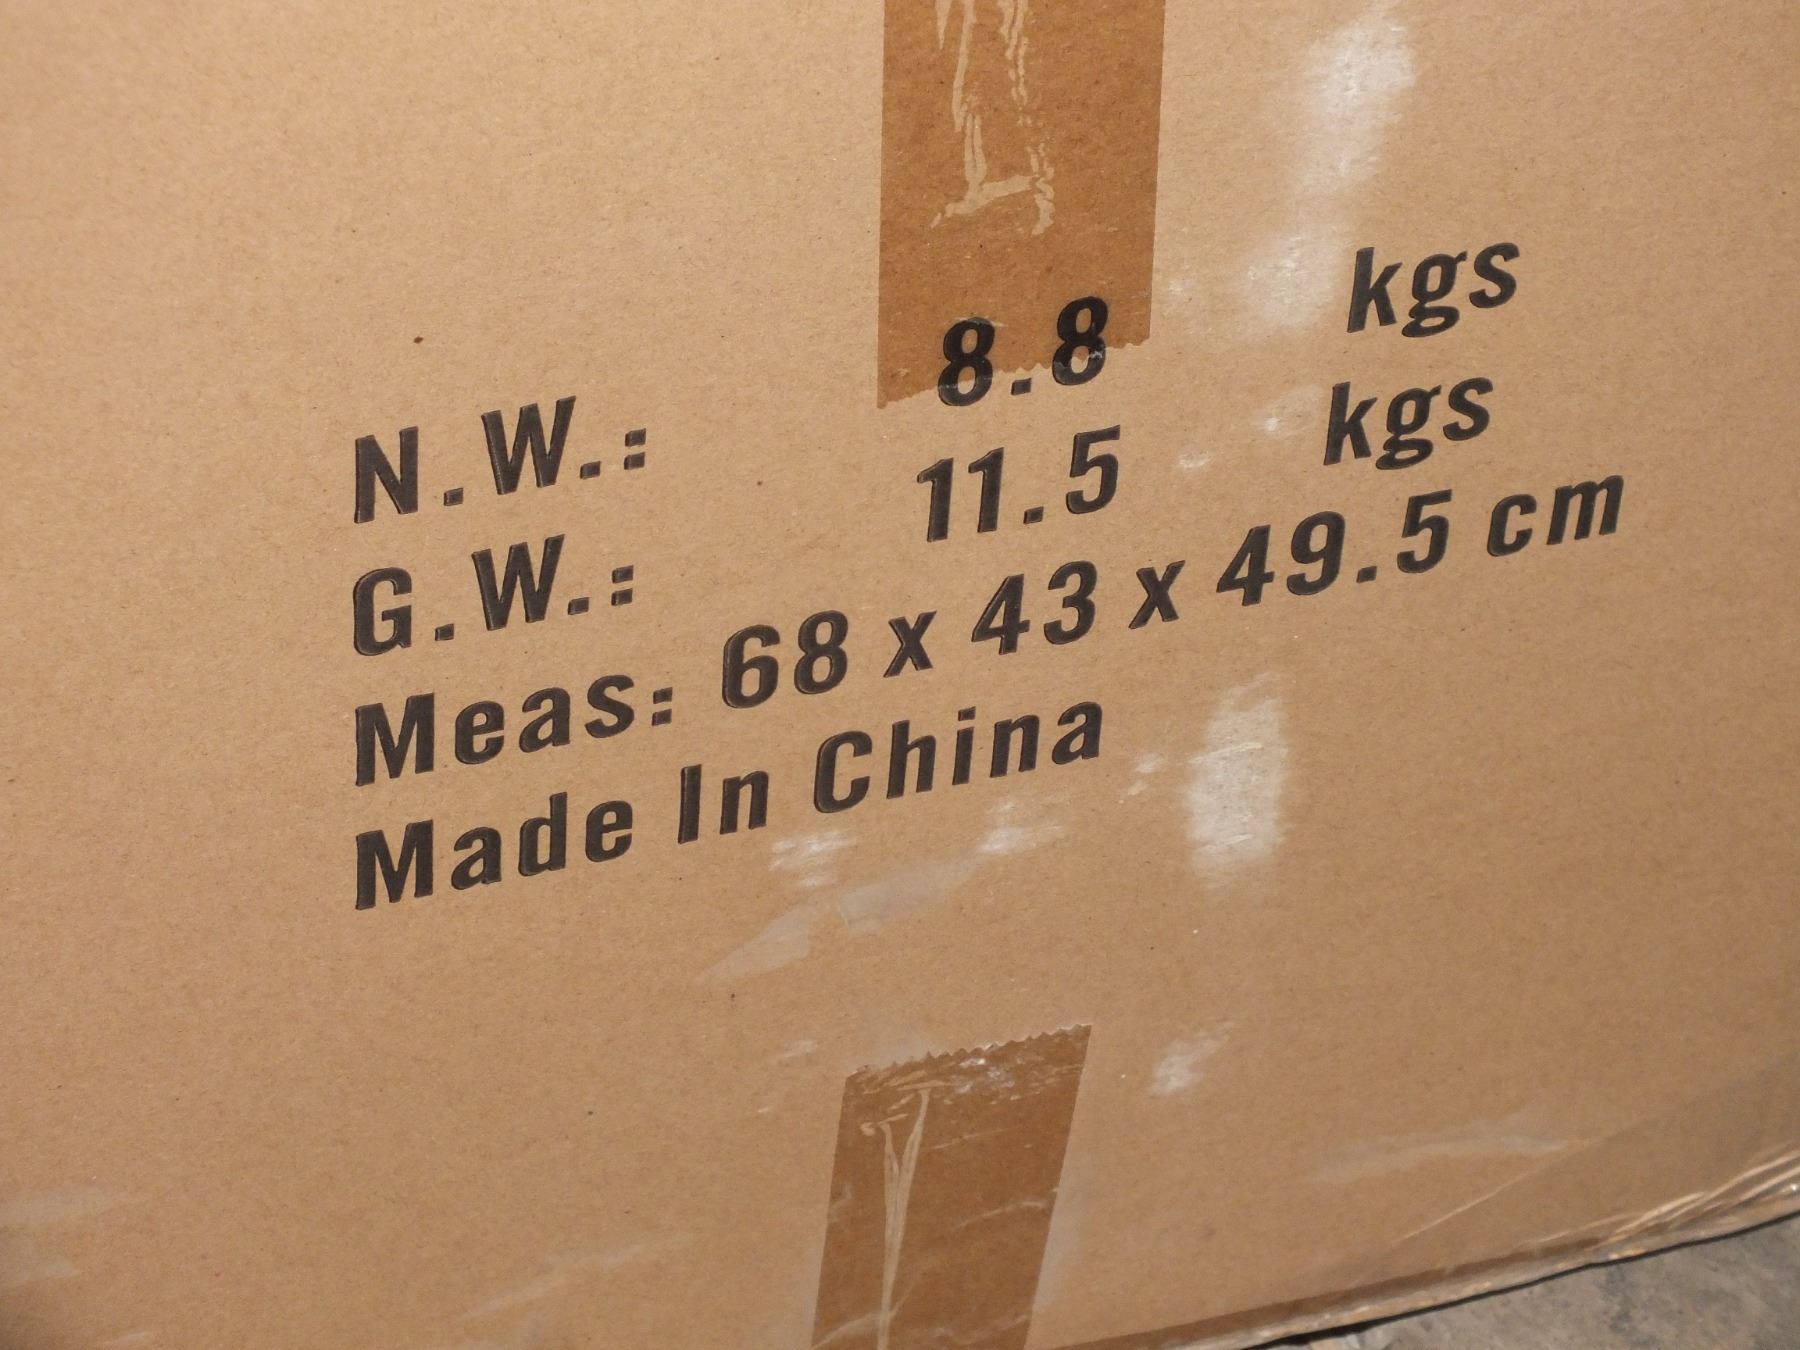 N.W.: 8.8 kgs
G.W.: 11.5 kgs
Meas: 68 x 43 x 49.5 cm
Made In China